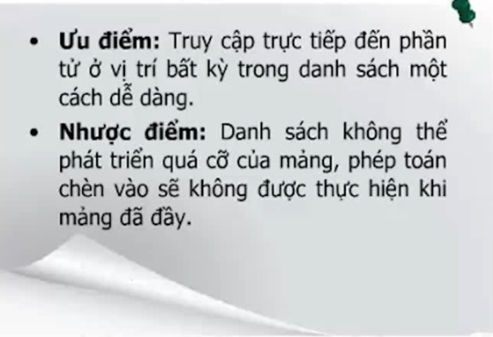 • Ưu điểm: Truy cập trực tiếp đến phần
tử ở vị trí bất kỳ trong danh sách một
cách dễ dàng.
• Nhược điểm: Danh sách không thể
phát triển quá cỡ của mảng, phép toán
chèn vào sẽ không được thực hiện khi
mảng đã đầy.